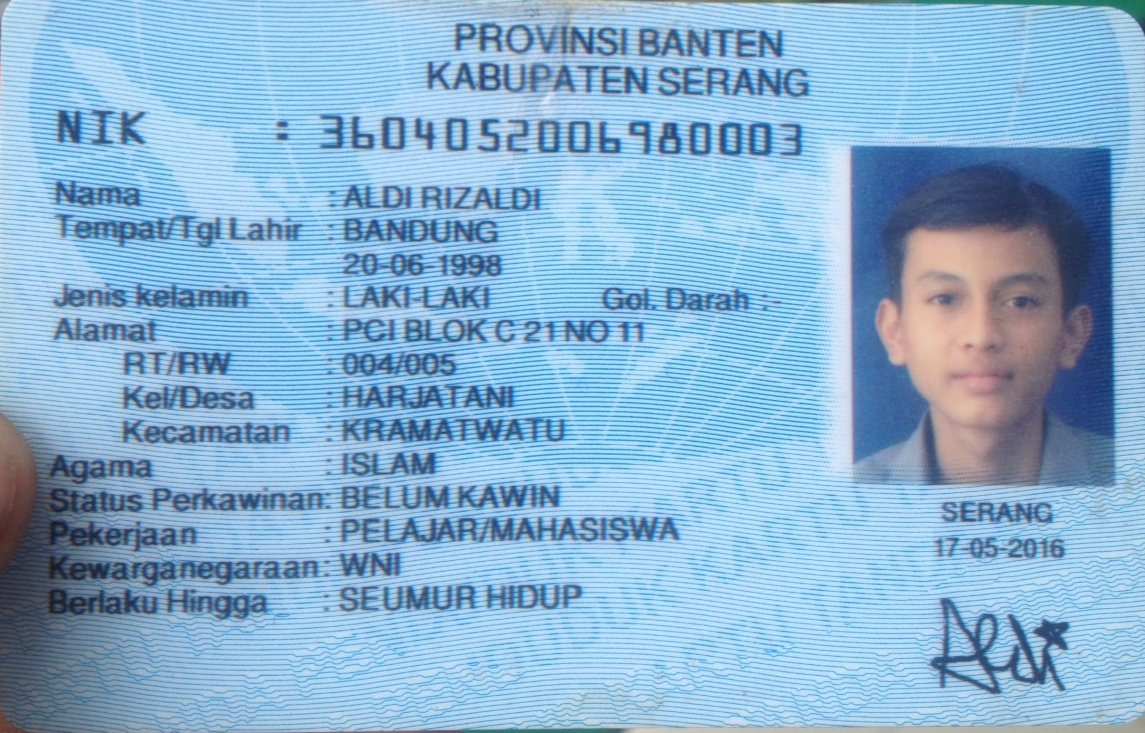 PROVINSI BANTEN
KABUPATEN SERANG
NIK : 3604052006980003
Nama : ALDI RIZALDI
Tempat/Tgl Lahir : BANDUNG
20-06-1998
Jenis kelamin : LAKI-LAKI Gol. Darah :-
Alamat : PCI BLOK C 21 NO 11
RT/RW : 004/005
Kel/Desa : HARJATANI
Kecamatan : KRAMATWATU
Agama : ISLAM
Status Perkawinan: BELUM KAWIN
Pekerjaan : PELAJAR/MAHASISWA
Kewarganegaraan: WNI
Berlaku Hingga : SEUMUR HIDUP
SERANG
17-05-2016
Aldi